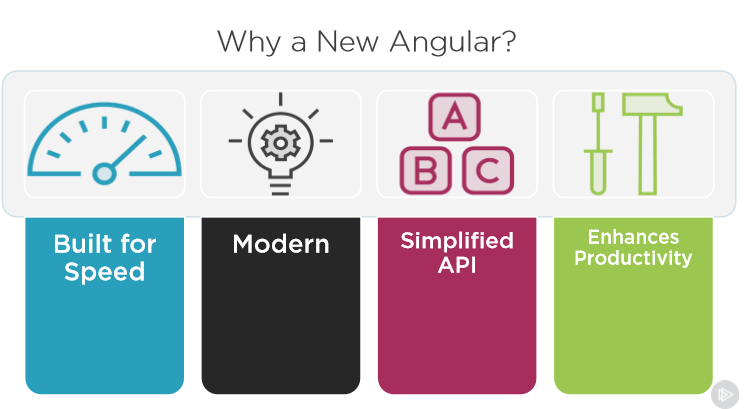 Why a New Angular?
A
B C
Built for
Speed
Modern
Simplified
API
Enhances
Productivity